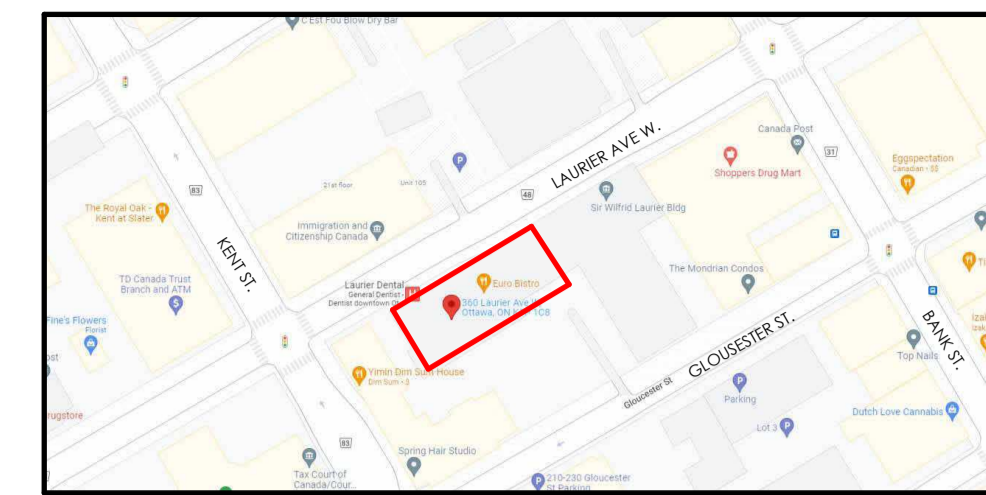 C Est Fou Blow Dry Bar
LAURIER AVE W.
Canada Post
31
Shoppers Drug Mart
Eggspectation
Canadian • $$
P
83
21st floor
Unit 105
48
Sir Wilfrid Laurier Bldg
The Royal Oak -
Kent at Slater
Immigration and
Citizenship Canada
KENT ST.
TD Canada Trust
Branch and ATM
Laurier Dental
General Dentist -
Dentist downtown
Euro Bistro
360 Laurier Ave
Ottawa, ON
1C8
The Mondrian Condos
Fine's Flowers
Florist
GLOUSESTER ST.
BANK ST.
Top Nails
Yimin Dim Sum House
Dim Sum • $
Gloucester St
P
Parking
Dutch Love Cannabis
Lot 3
P
rugstore
83
Spring Hair Studio
Tax Court of
Canada/Cour...
P
210-230 Gloucester
St Parking